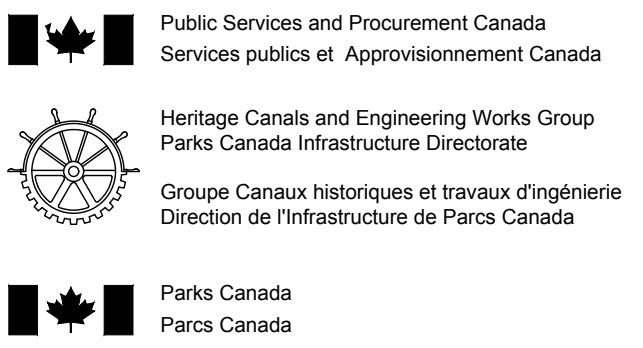 Public Services and Procurement Canada
Services publics et Approvisionnement Canada
Heritage Canals and Engineering Works Group
Parks Canada Infrastructure Directorate
Groupe Canaux historiques et travaux d'ingénierie
Direction de l'Infrastructure de Parcs Canada
Parks Canada
Parcs Canada